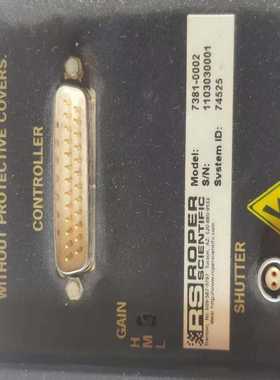 WITHOUT PROTECTIVE COVERS.
CONTROLLER
GAIN
H
M
L
RS ROPER
SCIENTIFIC
Model: 7381-0002
S/N: 1103030001
System ID: 74525
SHUTTER